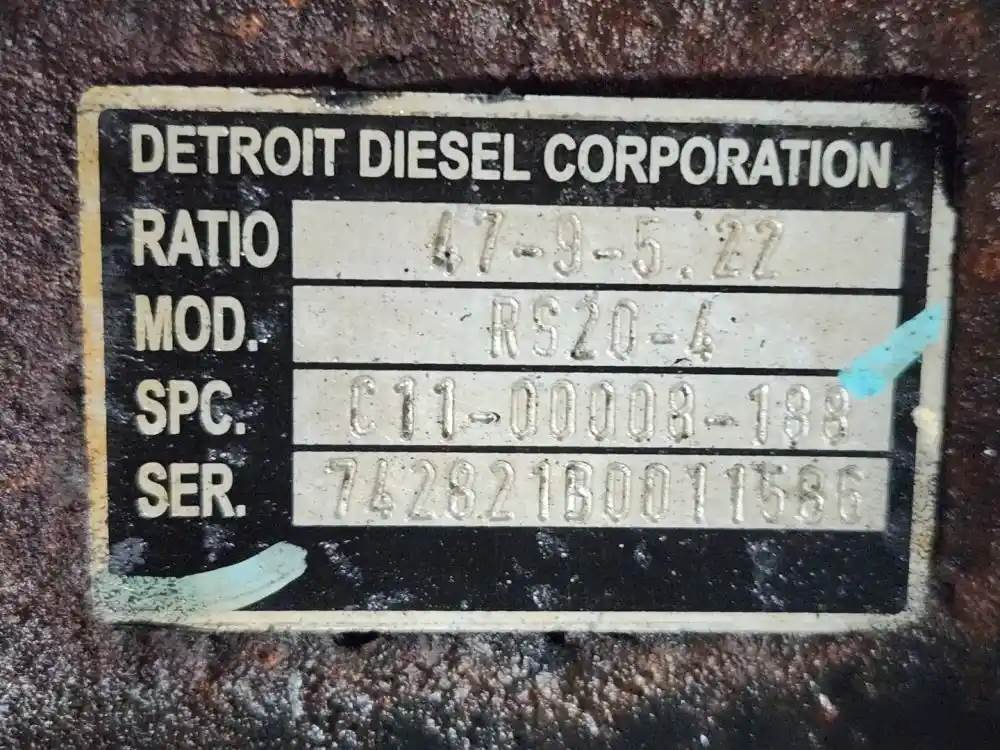 DETROIT DIESEL CORPORATION
RATIO 47-9-5.22
MOD. RS20-4
SPC. C11-00008-188
SER. 742821B0011586